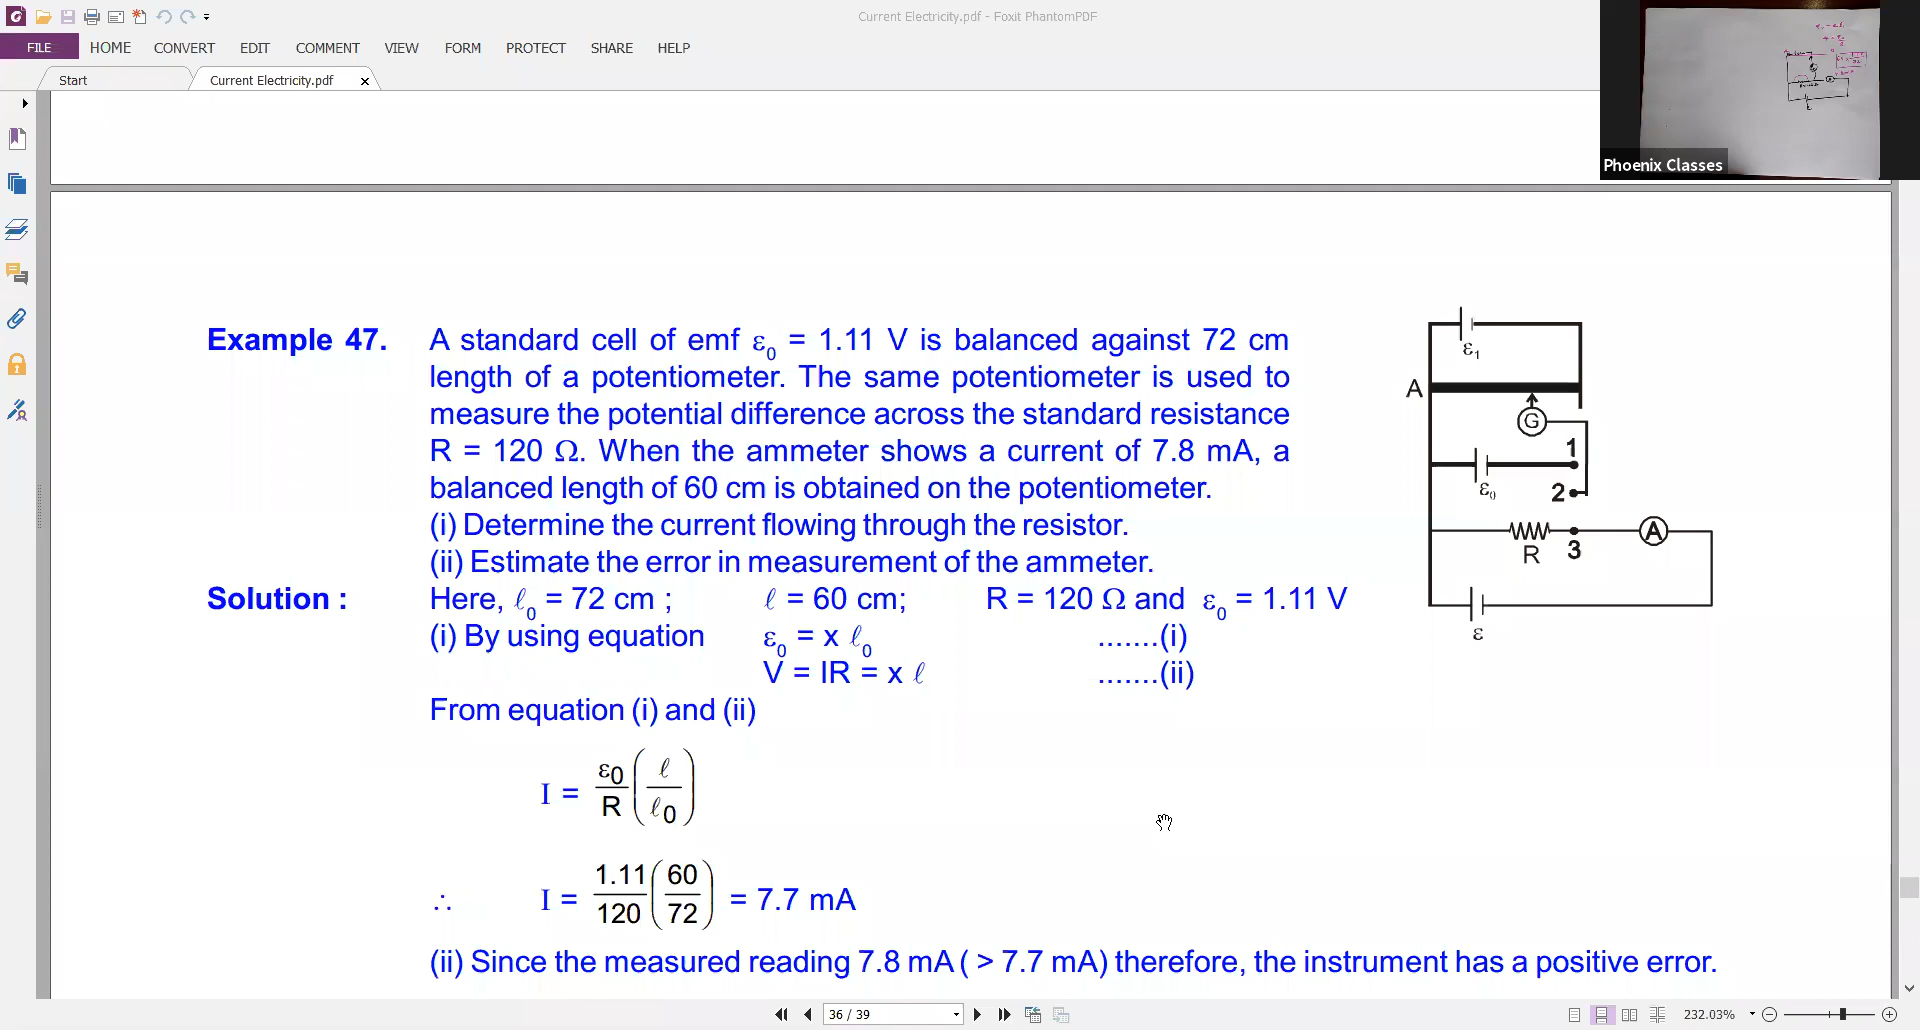 Current Electricity.pdf - Foxit PhantomPDF
FILE HOME CONVERT EDIT COMMENT VIEW FORM PROTECT SHARE HELP
Start Current Electricity.pdf ×
Phoenix Classes
Example 47. A standard cell of emf ε₀ = 1.11 V is balanced against 72 cm
length of a potentiometer. The same potentiometer is used to
measure the potential difference across the standard resistance
R = 120 Ω. When the ammeter shows a current of 7.8 mA, a
balanced length of 60 cm is obtained on the potentiometer.
(i) Determine the current flowing through the resistor.
(ii) Estimate the error in measurement of the ammeter.
ε₁
A
G
1
ε₀ 2
R 3 A
ε
Solution : Here, ℓ₀ = 72 cm ; ℓ = 60 cm; R = 120 Ω and ε₀ = 1.11 V
(i) By using equation ε₀ = x ℓ₀ .......(i)
V = IR = x ℓ .......(ii)
From equation (i) and (ii)
I = ε₀/R (ℓ/ℓ₀)
∴ I = 1.11/120 (60/72) = 7.7 mA
(ii) Since the measured reading 7.8 mA ( > 7.7 mA) therefore, the instrument has a positive error.
36 / 39 232.03%